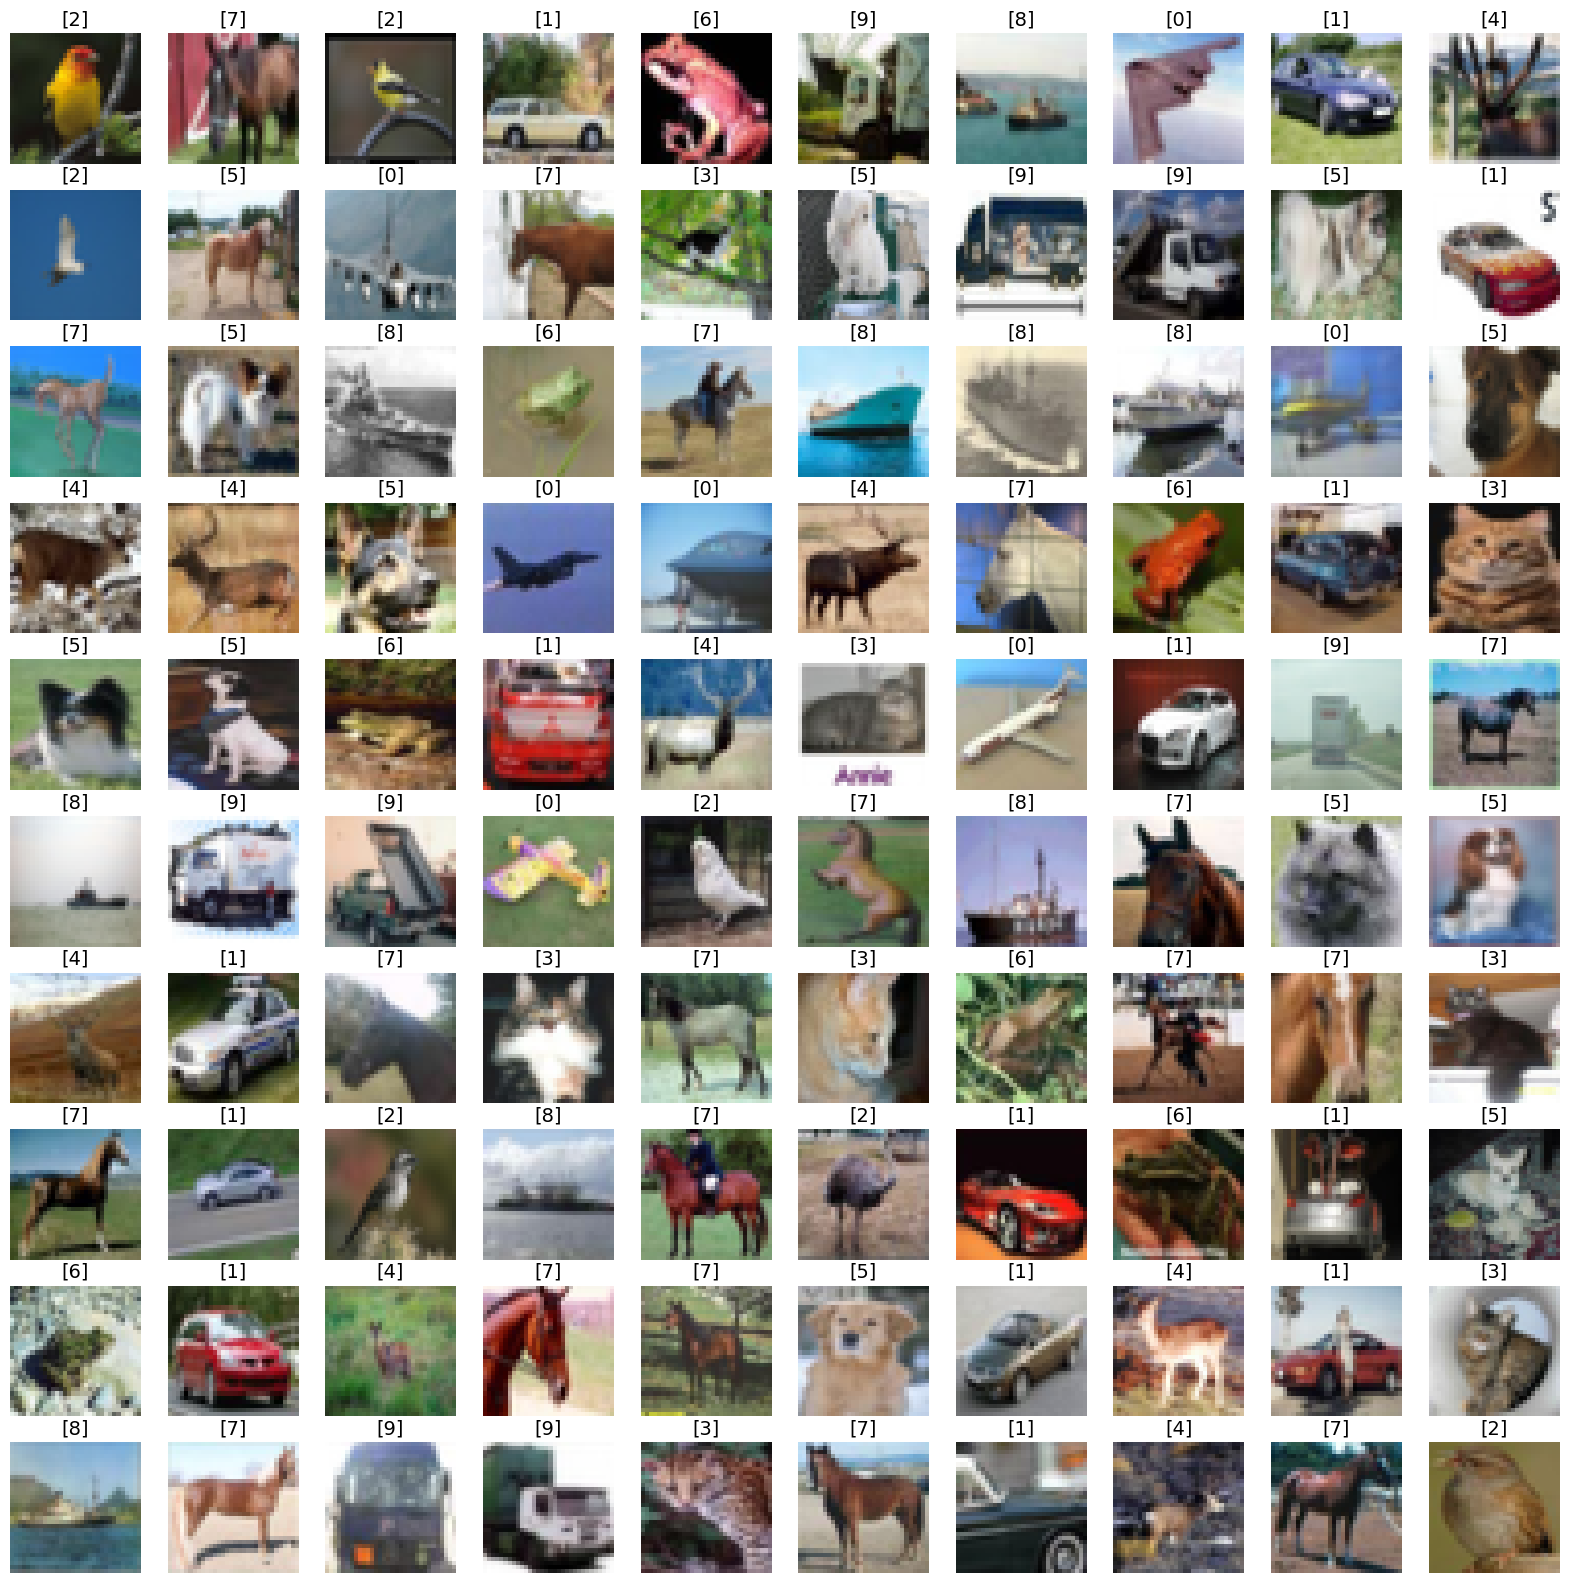 [2] [7] [2] [1] [6] [9] [8] [0] [1] [4]
[2] [5] [0] [7] [3] [5] [9] [9] [5] [1]
S
[7] [5] [8] [6] [7] [8] [8] [8] [0] [5]
[4] [4] [5] [0] [0] [4] [7] [6] [1] [3]
[5] [5] [6] [1] [4] [3] [0] [1] [9] [7]
Annie
[8] [9] [9] [0] [2] [7] [8] [7] [5] [5]
[4] [1] [7] [3] [7] [3] [6] [7] [7] [3]
[7] [1] [2] [8] [7] [2] [1] [6] [1] [5]
[6] [1] [4] [7] [7] [5] [1] [4] [1] [3]
[8] [7] [9] [9] [3] [7] [1] [4] [7] [2]